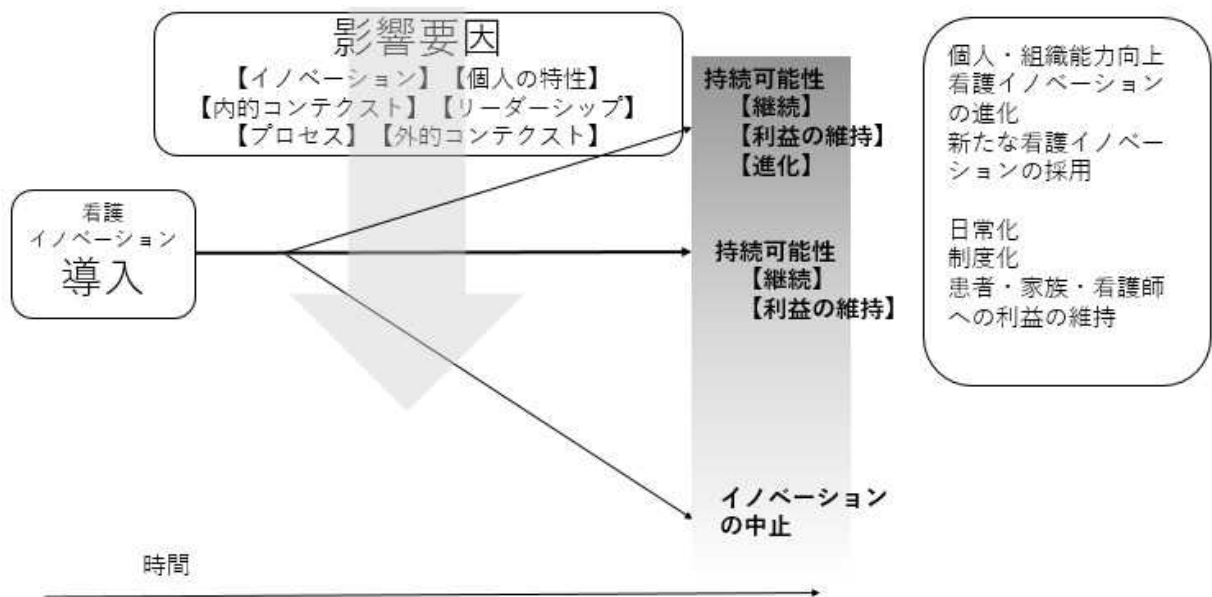 影響要因
【イノベーション】【個人の特性】
【内的コンテクスト】【リーダーシップ】
【プロセス】【外的コンテクスト】
看護
イノベーション
導入
持続可能性
【継続】
【利益の維持】
【進化】
持続可能性
【継続】
【利益の維持】
イノベーション
の中止
個人・組織能力向上
看護イノベーション
の進化
新たな看護イノベー
ションの採用
日常化
制度化
患者・家族・看護師
への利益の維持
時間